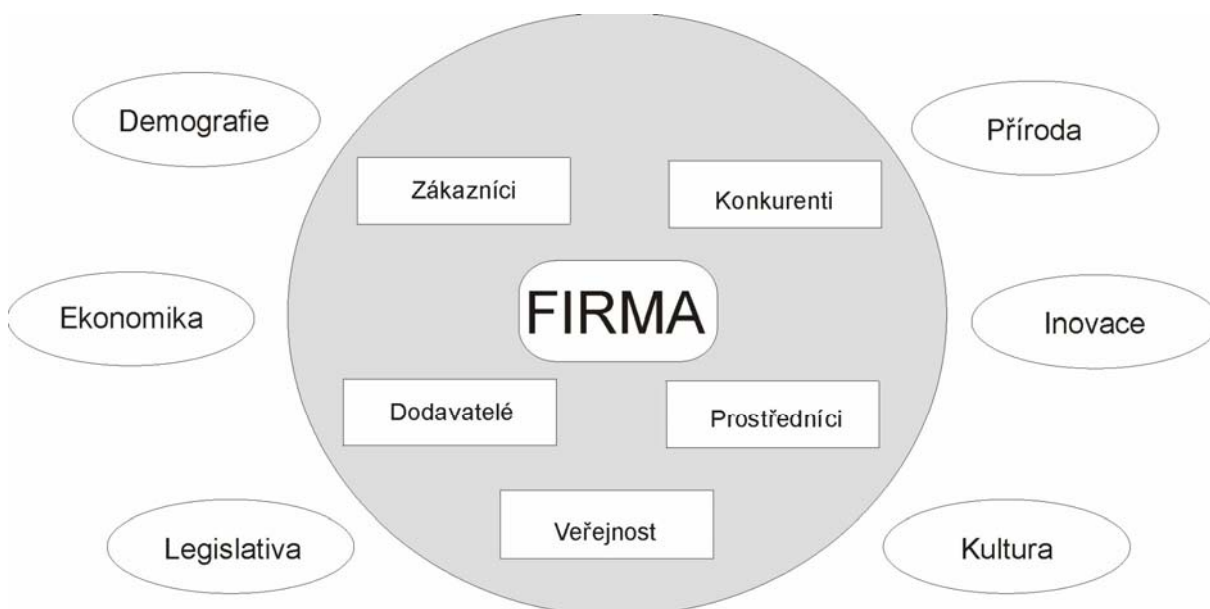 Demografie
Příroda
Zákazníci
Konkurenti
FIRMA
Ekonomika
Inovace
Dodavatelé
Prostředníci
Veřejnost
Legislativa
Kultura